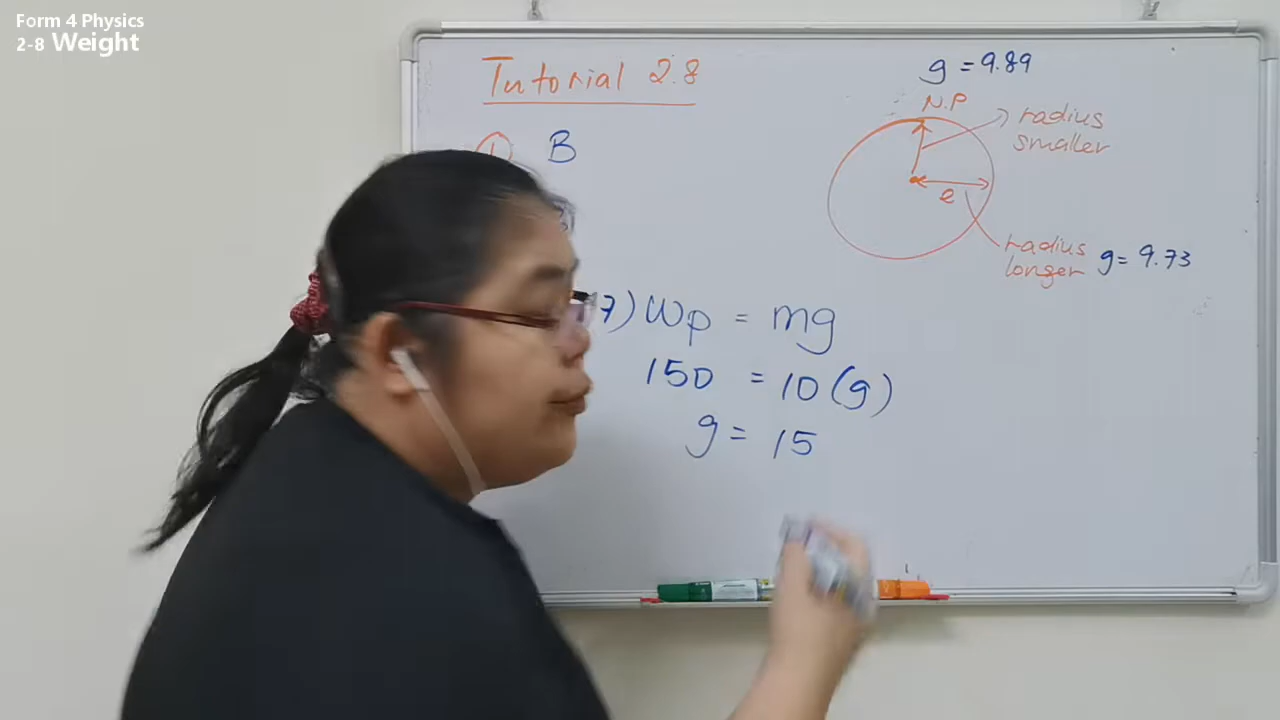 Form 4 Physics
2-8 Weight
Tutorial 2.8
1 B
g = 9.89
N.P
radius
smaller
e
radius
longer g = 9.73
7) Wp = mg
150 = 10 (g)
g = 15